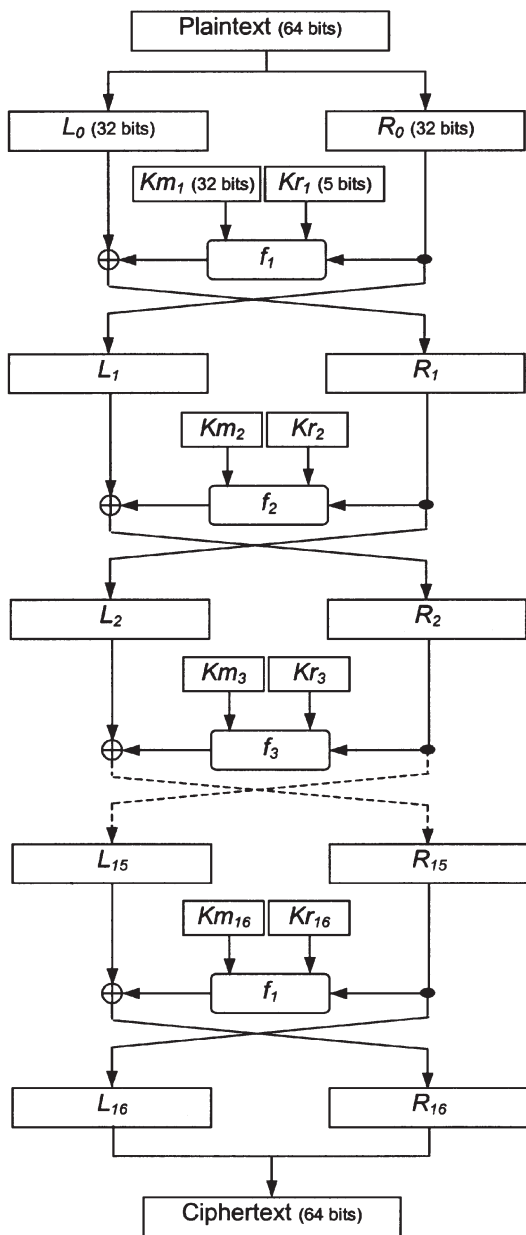 Plaintext (64 bits)
L0 (32 bits)
R0 (32 bits)
Km1 (32 bits)
Kr1 (5 bits)
f1
L1
R1
Km2
Kr2
f2
L2
R2
Km3
Kr3
f3
L15
R15
Km16
Kr16
f1
L16
R16
Ciphertext (64 bits)